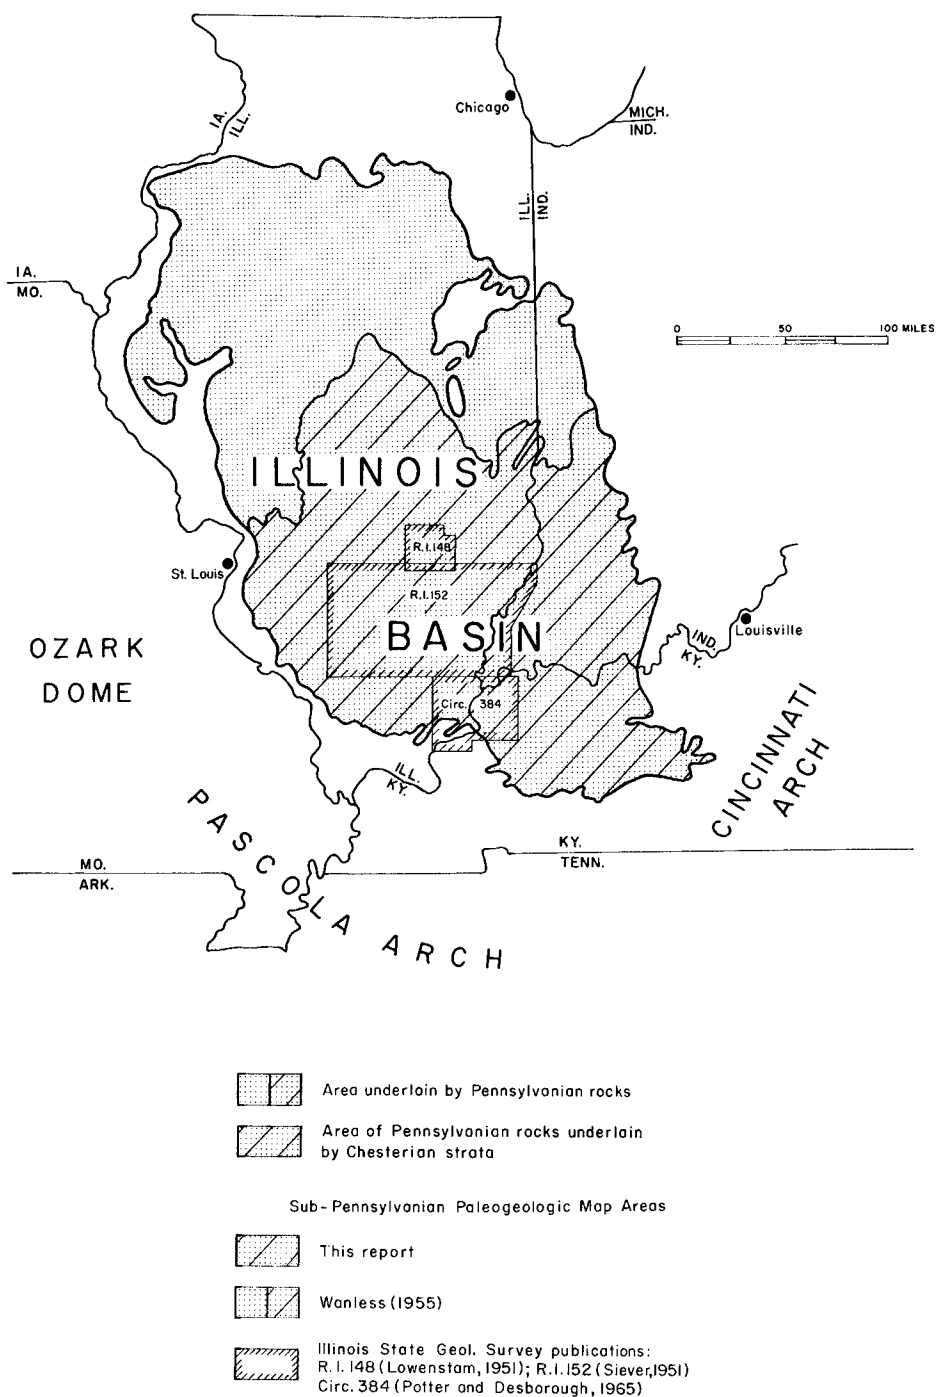 Chicago
MICH.
IND.
IA.
ILL.
ILL.
IND.
IA.
MO.
0 50 100 MILES
ILLINOIS
R.I.148
St. Louis
R.I.152
BASIN
Louisville
IND.
KY.
OZARK
DOME
Circ. 384
CINCINNATI
ARCH
ILL.
KY.
PASCOLA ARCH
KY.
TENN.
MO.
ARK.
Area underlain by Pennsylvanian rocks
Area of Pennsylvanian rocks underlain
by Chesterian strata
Sub-Pennsylvanian Paleogeologic Map Areas
This report
Wanless (1955)
Illinois State Geol. Survey publications:
R.I.148 (Lowenstam, 1951); R.I.152 (Siever,1951)
Circ. 384 (Potter and Desborough, 1965)